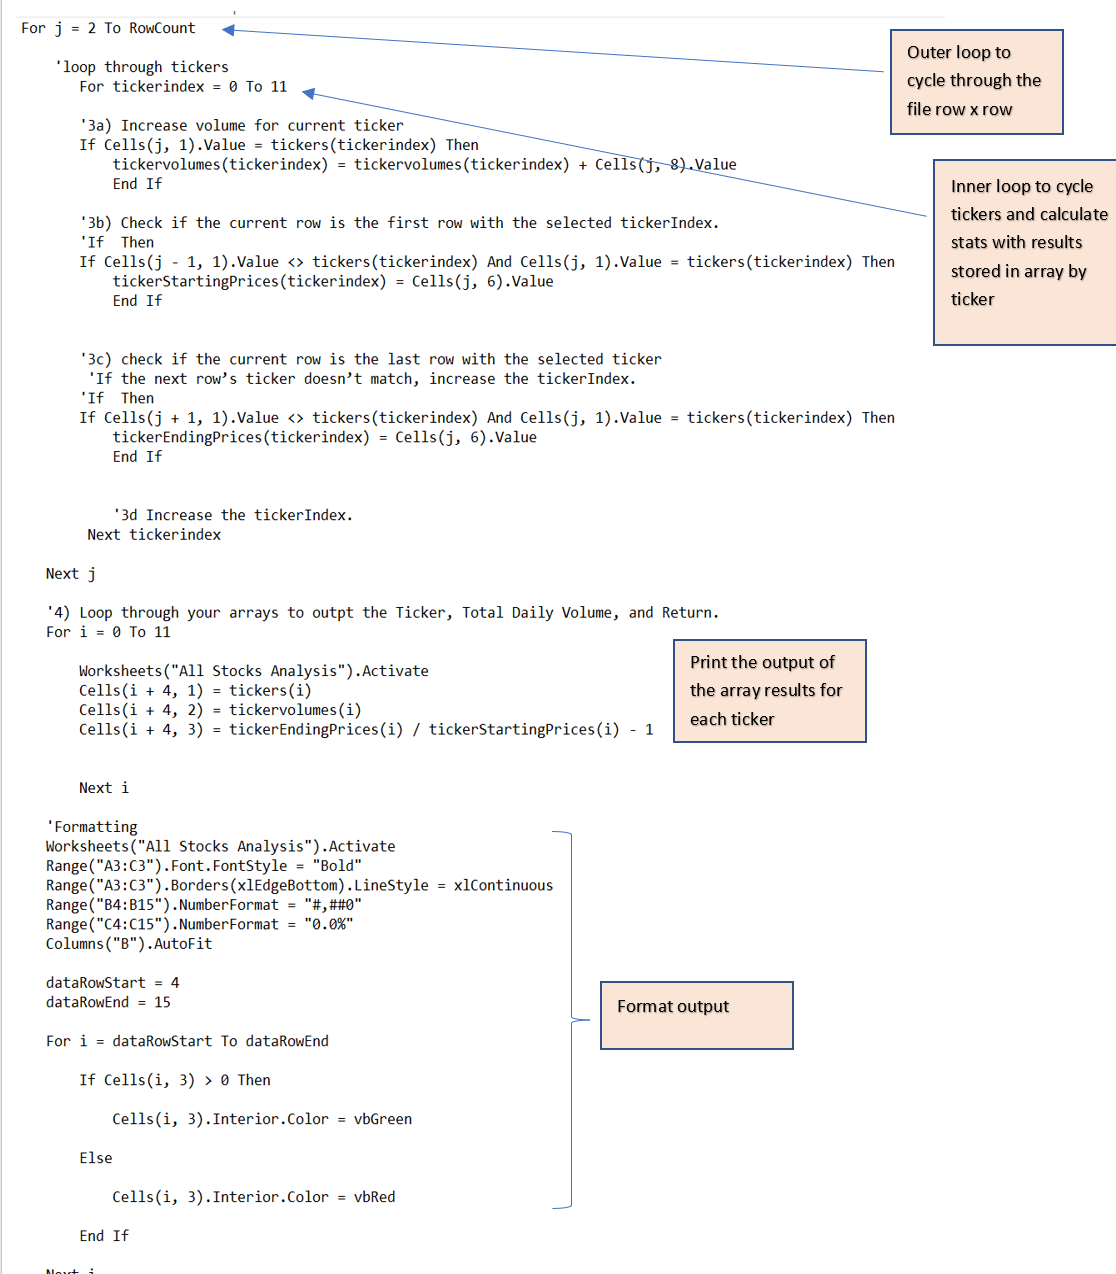 For j = 2 To RowCount
Outer loop to
cycle through the
file row x row
'loop through tickers
For tickerindex = 0 To 11
Inner loop to cycle
tickers and calculate
stats with results
stored in array by
ticker
'3a) Increase volume for current ticker
If Cells(j, 1).Value = tickers(tickerindex) Then
tickervolumes(tickerindex) = tickervolumes(tickerindex) + Cells(j, 8).Value
End If
'3b) Check if the current row is the first row with the selected tickerIndex.
'If  Then
If Cells(j - 1, 1).Value <> tickers(tickerindex) And Cells(j, 1).Value = tickers(tickerindex) Then
tickerStartingPrices(tickerindex) = Cells(j, 6).Value
End If
'3c) check if the current row is the last row with the selected ticker
'If the next row’s ticker doesn’t match, increase the tickerIndex.
'If  Then
If Cells(j + 1, 1).Value <> tickers(tickerindex) And Cells(j, 1).Value = tickers(tickerindex) Then
tickerEndingPrices(tickerindex) = Cells(j, 6).Value
End If
'3d Increase the tickerIndex.
Next tickerindex
Next j
'4) Loop through your arrays to outpt the Ticker, Total Daily Volume, and Return.
For i = 0 To 11
Worksheets("All Stocks Analysis").Activate
Cells(i + 4, 1) = tickers(i)
Cells(i + 4, 2) = tickervolumes(i)
Cells(i + 4, 3) = tickerEndingPrices(i) / tickerStartingPrices(i) - 1
Print the output of
the array results for
each ticker
Next i
'Formatting
Worksheets("All Stocks Analysis").Activate
Range("A3:C3").Font.FontStyle = "Bold"
Range("A3:C3").Borders(xlEdgeBottom).LineStyle = xlContinuous
Range("B4:B15").NumberFormat = "#,##0"
Range("C4:C15").NumberFormat = "0.0%"
Columns("B").AutoFit
dataRowStart = 4
dataRowEnd = 15
Format output
For i = dataRowStart To dataRowEnd
If Cells(i, 3) > 0 Then
Cells(i, 3).Interior.Color = vbGreen
Else
Cells(i, 3).Interior.Color = vbRed
End If